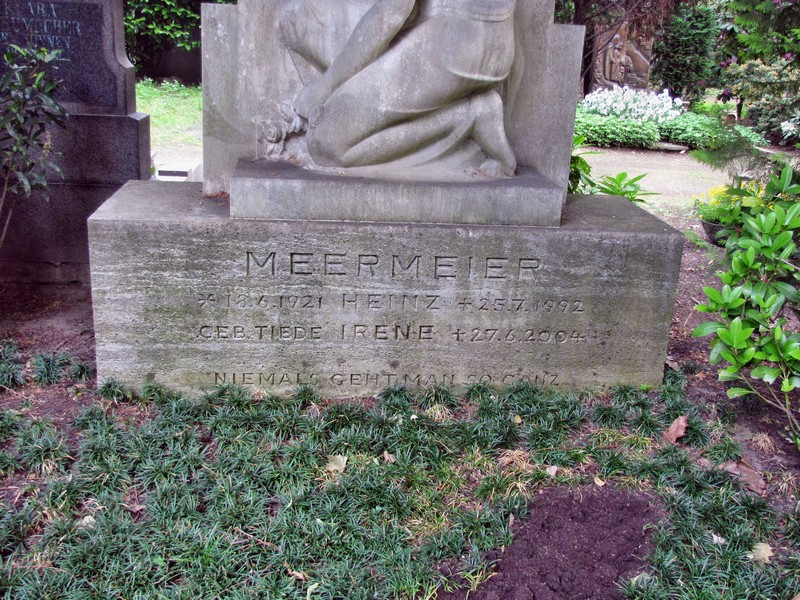 MEERMEIER
* 18.6.1921 HEINZ + 25.7.1992
GEB. TIEDE IRENE + 27.6.2004
NIEMALS GEHT MAN SO GANZ